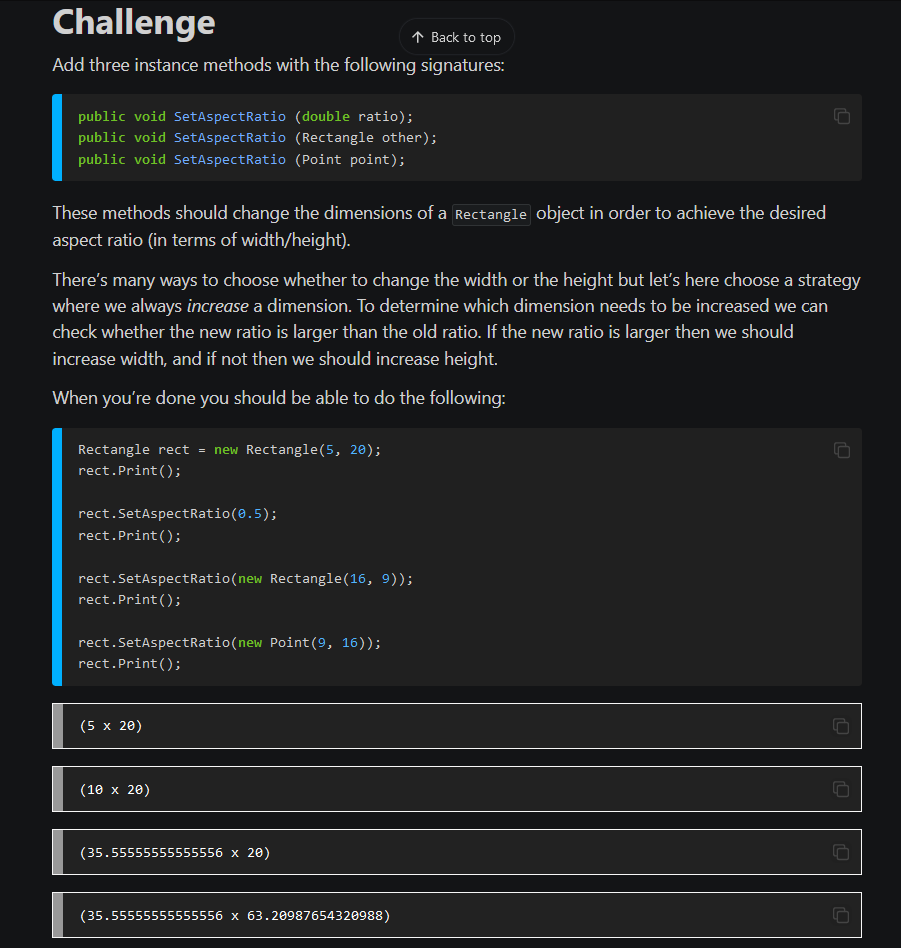 Challenge
↑ Back to top
Add three instance methods with the following signatures:
public void SetAspectRatio (double ratio);
public void SetAspectRatio (Rectangle other);
public void SetAspectRatio (Point point);
These methods should change the dimensions of a Rectangle object in order to achieve the desired
aspect ratio (in terms of width/height).
There’s many ways to choose whether to change the width or the height but let’s here choose a strategy
where we always increase a dimension. To determine which dimension needs to be increased we can
check whether the new ratio is larger than the old ratio. If the new ratio is larger then we should
increase width, and if not then we should increase height.
When you’re done you should be able to do the following:
Rectangle rect = new Rectangle(5, 20);
rect.Print();
rect.SetAspectRatio(0.5);
rect.Print();
rect.SetAspectRatio(new Rectangle(16, 9));
rect.Print();
rect.SetAspectRatio(new Point(9, 16));
rect.Print();
(5 x 20)
(10 x 20)
(35.55555555555556 x 20)
(35.55555555555556 x 63.20987654320988)